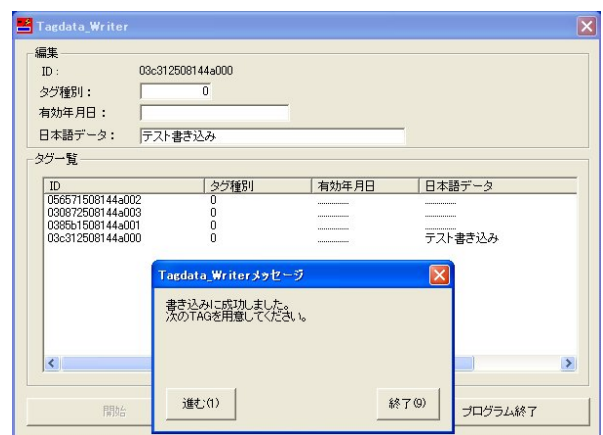 Tagdata_Writer
編集
ID : 03c312508144a000
タグ種別 : 0
有効年月日 :
日本語データ : テスト書き込み
タグ一覧
ID タグ種別 有効年月日 日本語データ
056571508144a002 0 ............... ...............
030872508144a003 0 ............... ...............
0385b1508144a001 0 ............... ...............
03c312508144a000 0 ............... テスト書き込み
Tagdata_Writerメッセージ
書き込みに成功しました。
次のTAGを用意してください。
進む(1) 終了(9)
開始 プログラム終了